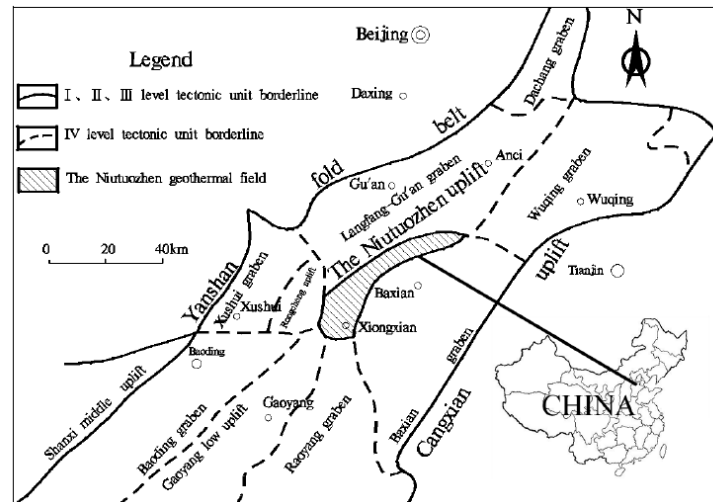 Beijing
N
Legend
I、II、III level tectonic unit borderline
IV level tectonic unit borderline
The Niutuozhen geothermal field
0 20 40km
Daxing
Dachang graben
Yanshan fold belt
Gu'an
Anci
Langfang-Gu'an graben
The Niutuozhen uplift
Wuqing graben
Wuqing
Tianjin
Xushui graben
Xushui
Rongcheng uplift
Baxian
Xiongxian
Baoding
Shanxi middle uplift
Baoding graben
Gaoyang
Gaoyang low uplift
Raoyang graben
Baxian graben
Cangxian uplift
CHINA